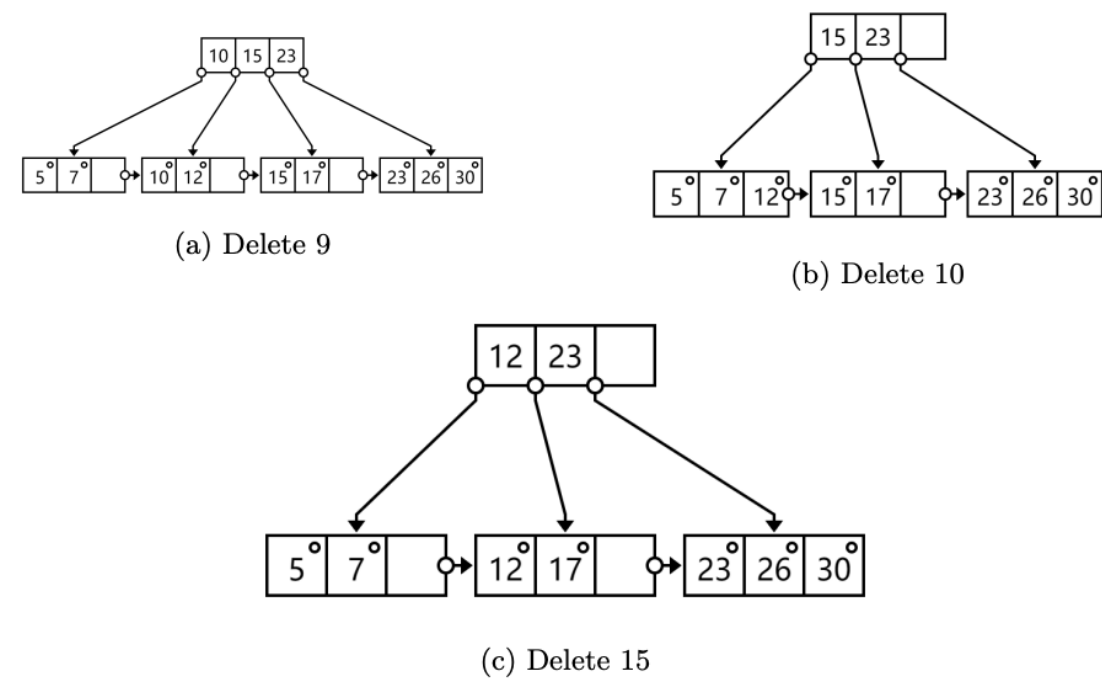 10 15 23
5 7 10 12 15 17 23 26 30
(a) Delete 9
15 23
5 7 12 15 17 23 26 30
(b) Delete 10
12 23
5 7 12 17 23 26 30
(c) Delete 15